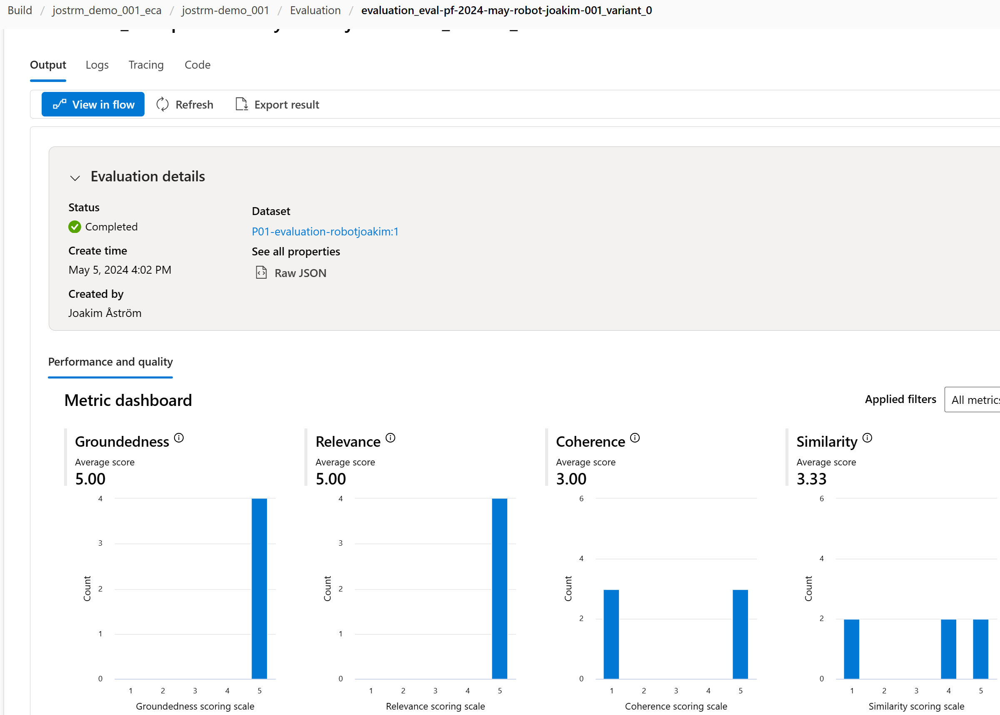 Build / jostrm_demo_001_eca / jostrm-demo_001 / Evaluation / evaluation_eval-pf-2024-may-robot-joakim-001_variant_0
Output Logs Tracing Code
View in flow Refresh Export result
Evaluation details
Status
Completed
Create time
May 5, 2024 4:02 PM
Created by
Joakim Åström
Dataset
P01-evaluation-robotjoakim:1
See all properties
Raw JSON
Performance and quality
Metric dashboard
Applied filters All metrics
Groundedness
Average score
5.00
4
3
2
1
0
Count
1 2 3 4 5
Groundedness scoring scale
Relevance
Average score
5.00
4
3
2
1
0
Count
1 2 3 4 5
Relevance scoring scale
Coherence
Average score
3.00
6
4
2
0
Count
1 2 3 4 5
Coherence scoring scale
Similarity
Average score
3.33
6
4
2
0
Count
1 2 3 4 5
Similarity scoring scale